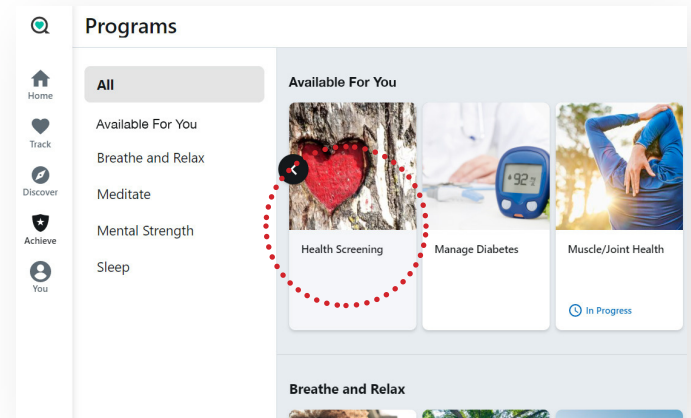 Programs
Home
Track
Discover
Achieve
You
All
Available For You
Breathe and Relax
Meditate
Mental Strength
Sleep
Available For You
Health Screening
Manage Diabetes
Muscle/Joint Health
In Progress
Breathe and Relax